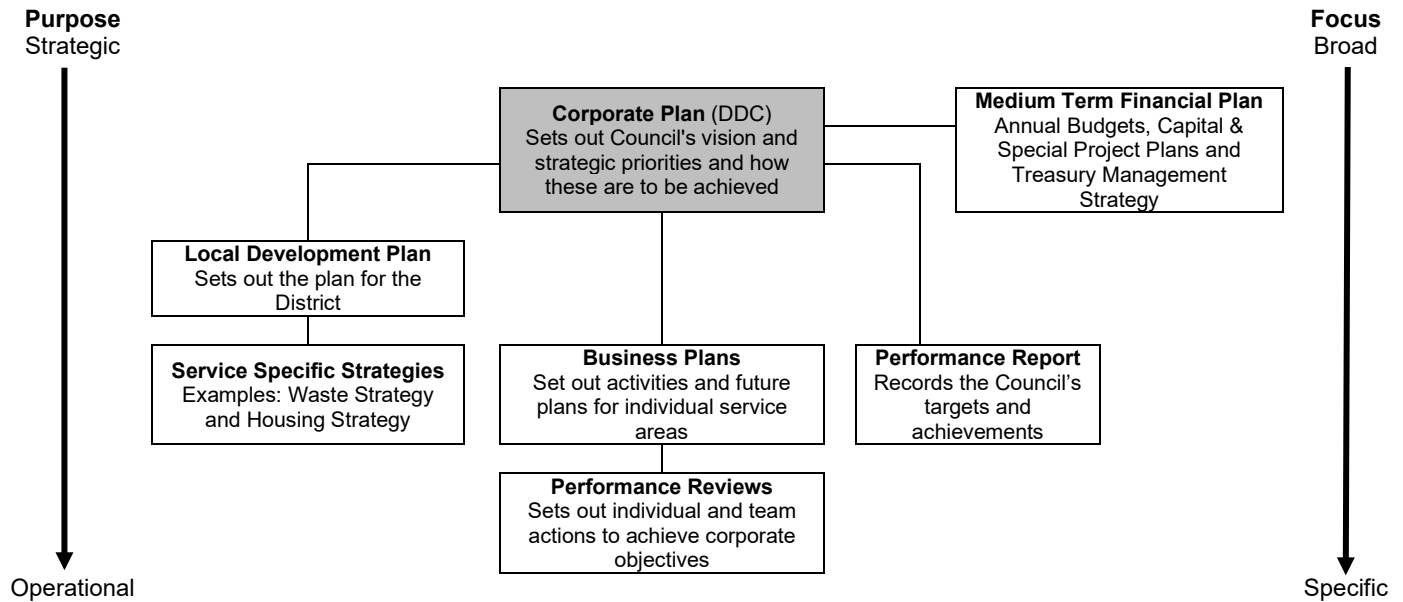 Purpose
Strategic
Focus
Broad
Corporate Plan (DDC)
Sets out Council's vision and
strategic priorities and how
these are to be achieved
Medium Term Financial Plan
Annual Budgets, Capital &
Special Project Plans and
Treasury Management
Strategy
Local Development Plan
Sets out the plan for the
District
Service Specific Strategies
Examples: Waste Strategy
and Housing Strategy
Business Plans
Set out activities and future
plans for individual service
areas
Performance Report
Records the Council’s
targets and
achievements
Performance Reviews
Sets out individual and team
actions to achieve corporate
objectives
Operational
Specific